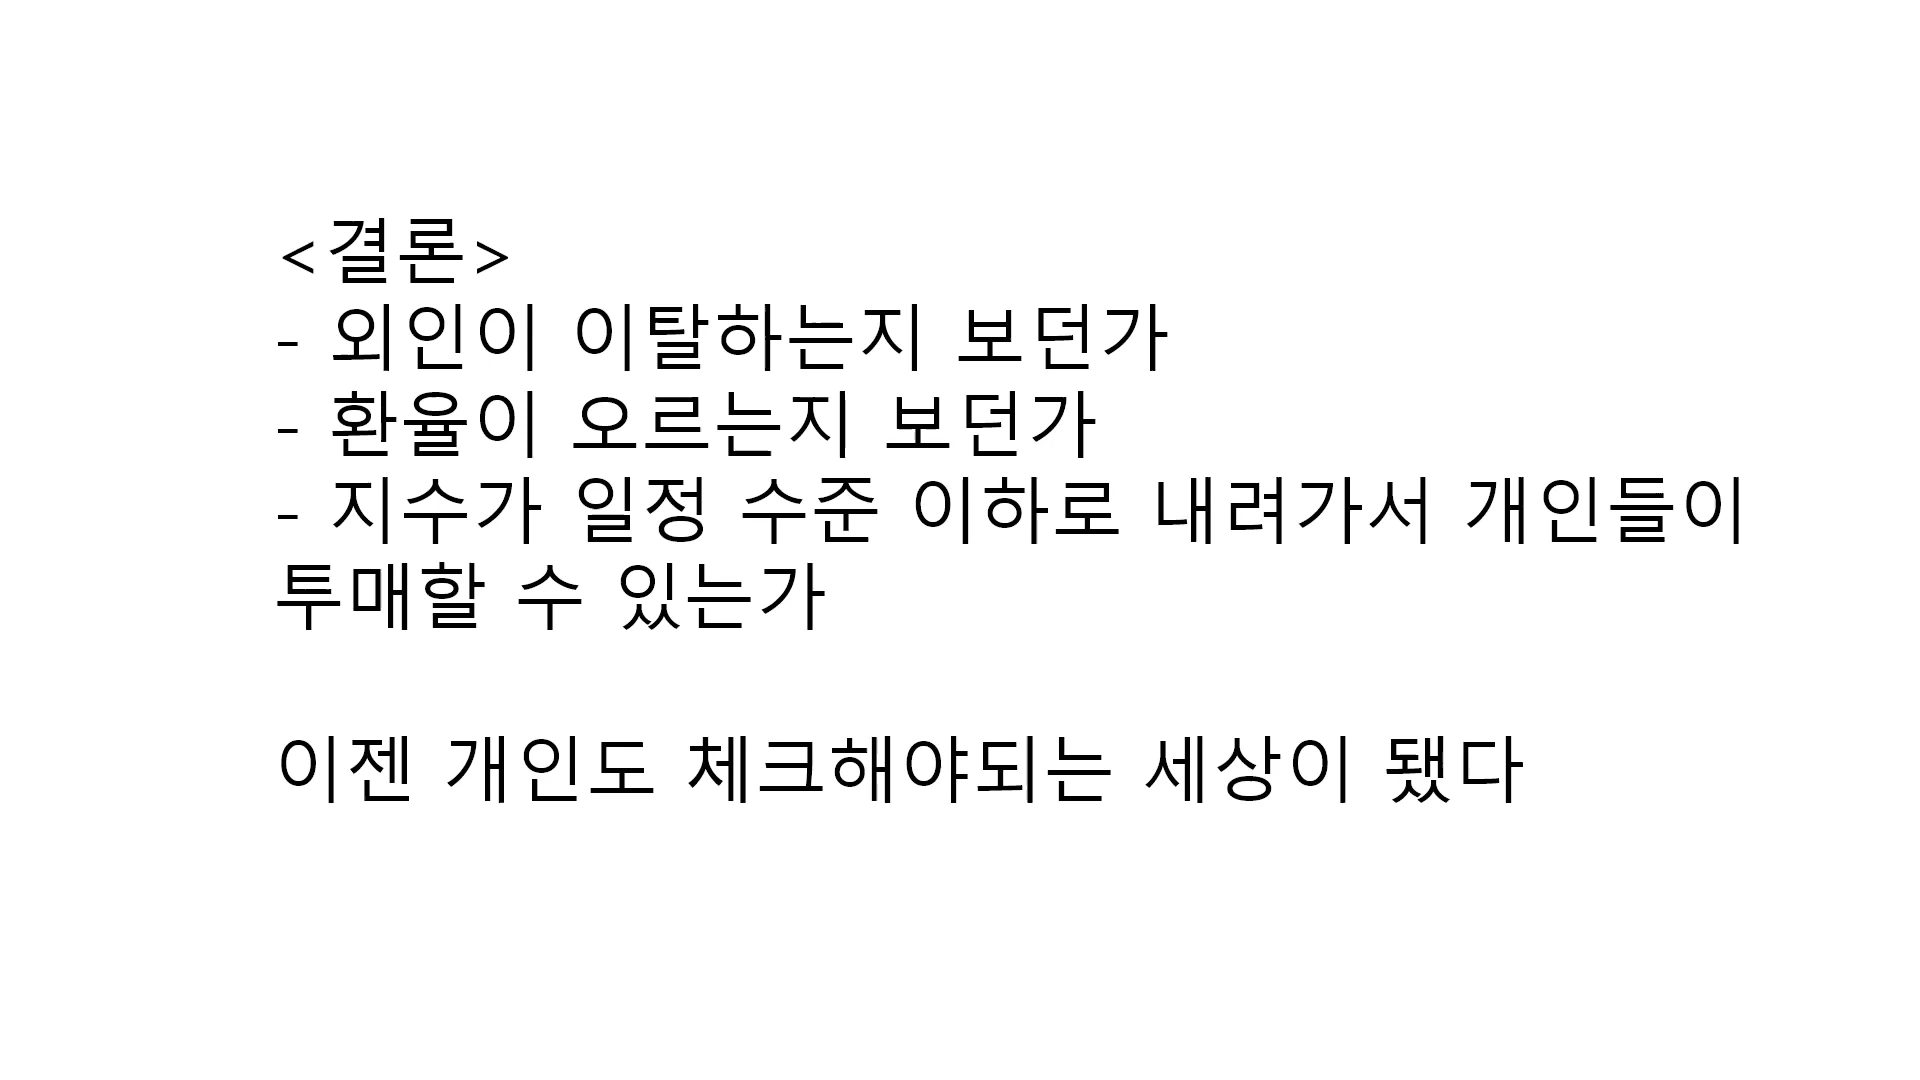 <결론>
- 외인이 이탈하는지 보던가
- 환율이 오르는지 보던가
- 지수가 일정 수준 이하로 내려가서 개인들이
투매할 수 있는가
이젠 개인도 체크해야되는 세상이 됐다